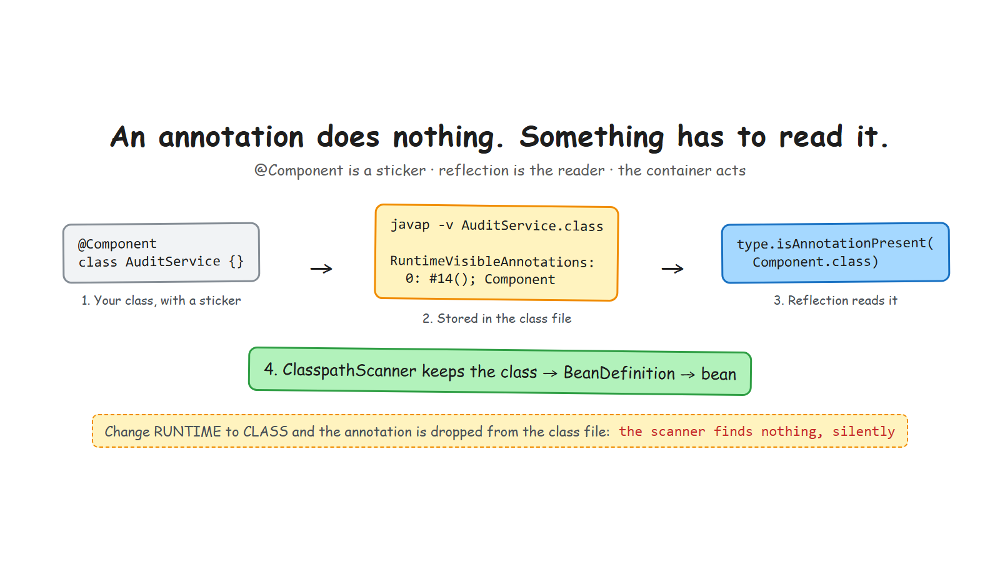 An annotation does nothing. Something has to read it.
@Component is a sticker · reflection is the reader · the container acts
@Component
class AuditService {}
1. Your class, with a sticker
→
javap -v AuditService.class
RuntimeVisibleAnnotations:
0: #14(); Component
2. Stored in the class file
→
type.isAnnotationPresent(
Component.class)
3. Reflection reads it
4. ClasspathScanner keeps the class → BeanDefinition → bean
Change RUNTIME to CLASS and the annotation is dropped from the class file: the scanner finds nothing, silently